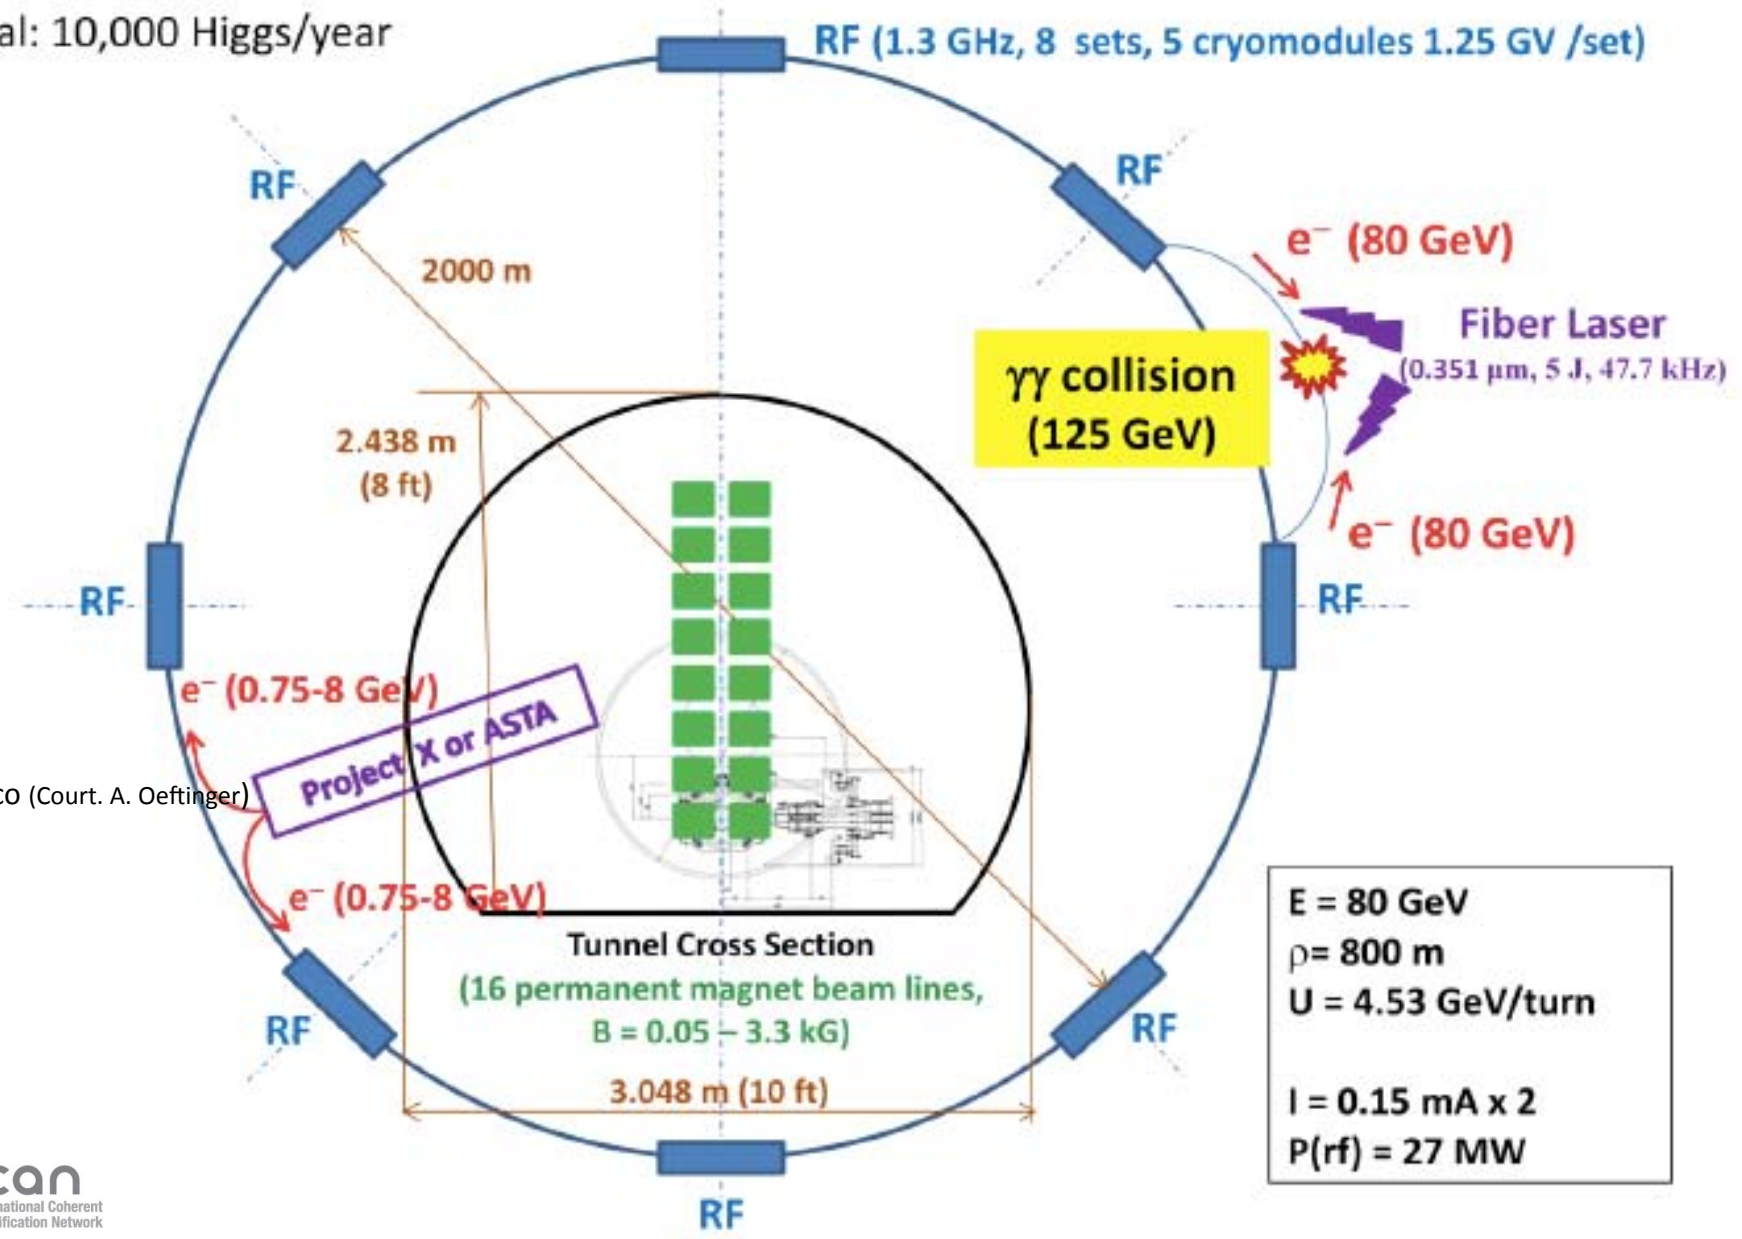 al: 10,000 Higgs/year
RF (1.3 GHz, 8 sets, 5 cryomodules 1.25 GV /set)
RF
RF
2000 m
e⁻ (80 GeV)
Fiber Laser
(0.351 µm, 5 J, 47.7 kHz)
γγ collision
(125 GeV)
2.438 m
(8 ft)
e⁻ (80 GeV)
RF
RF
e⁻ (0.75-8 GeV)
Project X or ASTA
co (Court. A. Oeftinger)
e⁻ (0.75-8 GeV)
Tunnel Cross Section
(16 permanent magnet beam lines,
B = 0.05 – 3.3 kG)
RF
RF
3.048 m (10 ft)
E = 80 GeV
ρ= 800 m
U = 4.53 GeV/turn
I = 0.15 mA x 2
P(rf) = 27 MW
RF
can
national Coherent
ification Network